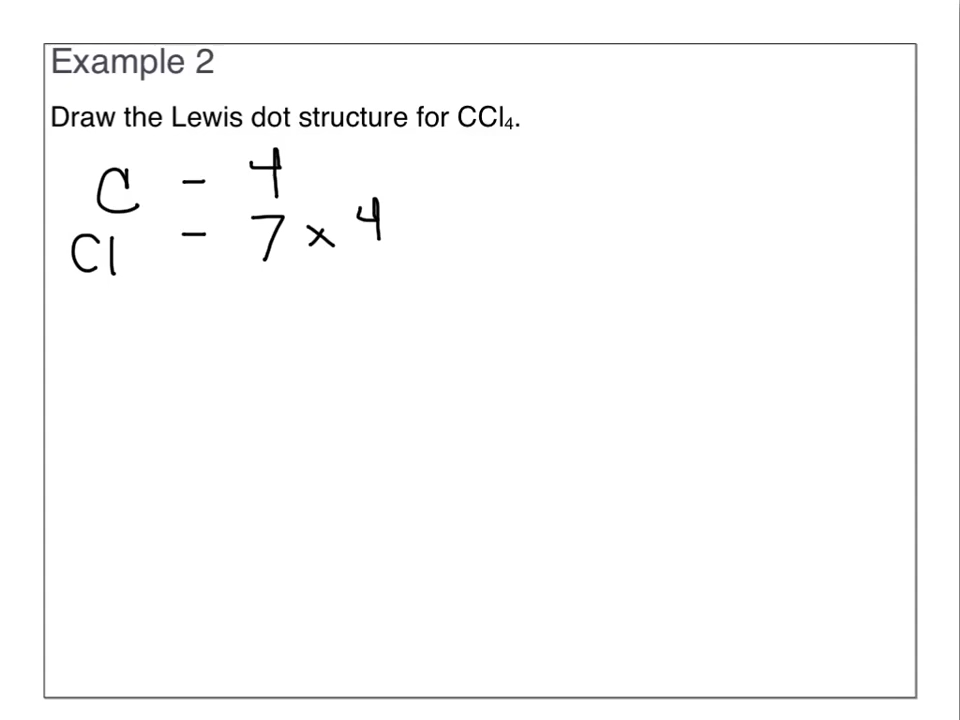 Example 2
Draw the Lewis dot structure for CCl₄.
C - 4
Cl - 7 x 4